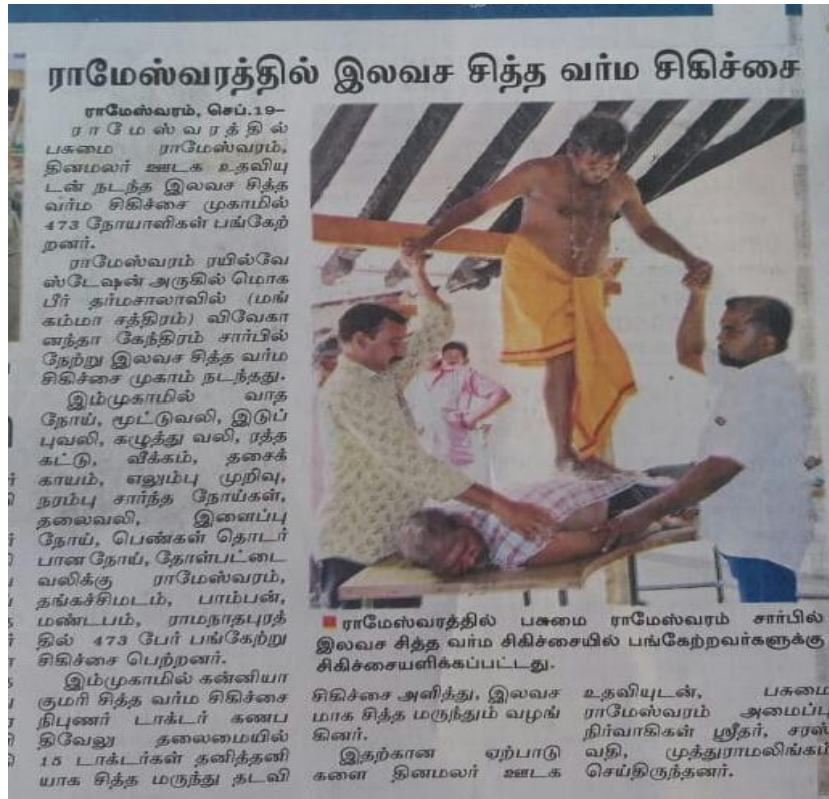 ராமேஸ்வரத்தில் இலவச சித்த வர்ம சிகிச்சை
ராமேஸ்வரம், செப்.19–
ராமேஸ்வரத்தில்
பசுமை ராமேஸ்வரம்,
தினமலர் ஊடக உதவியு
டன் நடந்த இலவச சித்த
வர்ம சிகிச்சை முகாமில்
473 நோயாளிகள் பங்கேற்
றனர்.
ராமேஸ்வரம் ரயில்வே
ஸ்டேஷன் அருகில் மொக
பீர் தர்மசாலாவில் (மங்
கம்மா சத்திரம்) விவேகா
னந்தா கேந்திரம் சார்பில்
நேற்று இலவச சித்த வர்ம
சிகிச்சை முகாம் நடந்தது.
இம்முகாமில் வாத
நோய், மூட்டுவலி, இடுப்
புவலி, கழுத்து வலி, ரத்த
கட்டு, வீக்கம், தசைக்
காயம், எலும்பு முறிவு,
நரம்பு சார்ந்த நோய்கள்,
தலைவலி, இளைப்பு
நோய், பெண்கள் தொடர்
பான நோய், தோள்பட்டை
வலிக்கு ராமேஸ்வரம்,
தங்கச்சிமடம், பாம்பன்,
மண்டபம், ராமநாதபுரத்
தில் 473 பேர் பங்கேற்று
சிகிச்சை பெற்றனர்.
இம்முகாமில் கன்னியா
குமரி சித்த வர்ம சிகிச்சை
நிபுணர் டாக்டர் கணப
திவேலு தலைமையில்
15 டாக்டர்கள் தனித்தனி
யாக சித்த மருந்து தடவி
ராமேஸ்வரத்தில் பசுமை ராமேஸ்வரம் சார்பில்
இலவச சித்த வர்ம சிகிச்சையில் பங்கேற்றவர்களுக்கு
சிகிச்சையளிக்கப்பட்டது.
சிகிச்சை அளித்து, இலவச
மாக சித்த மருந்தும் வழங்
கினர்.
இதற்கான ஏற்பாடு
களை தினமலர் ஊடக
உதவியுடன், பசுமை
ராமேஸ்வரம் அமைப்பு
நிர்வாகிகள் ஸ்ரீதர், சரஸ்
வதி, முத்துராமலிங்கம்
செய்திருந்தனர்.